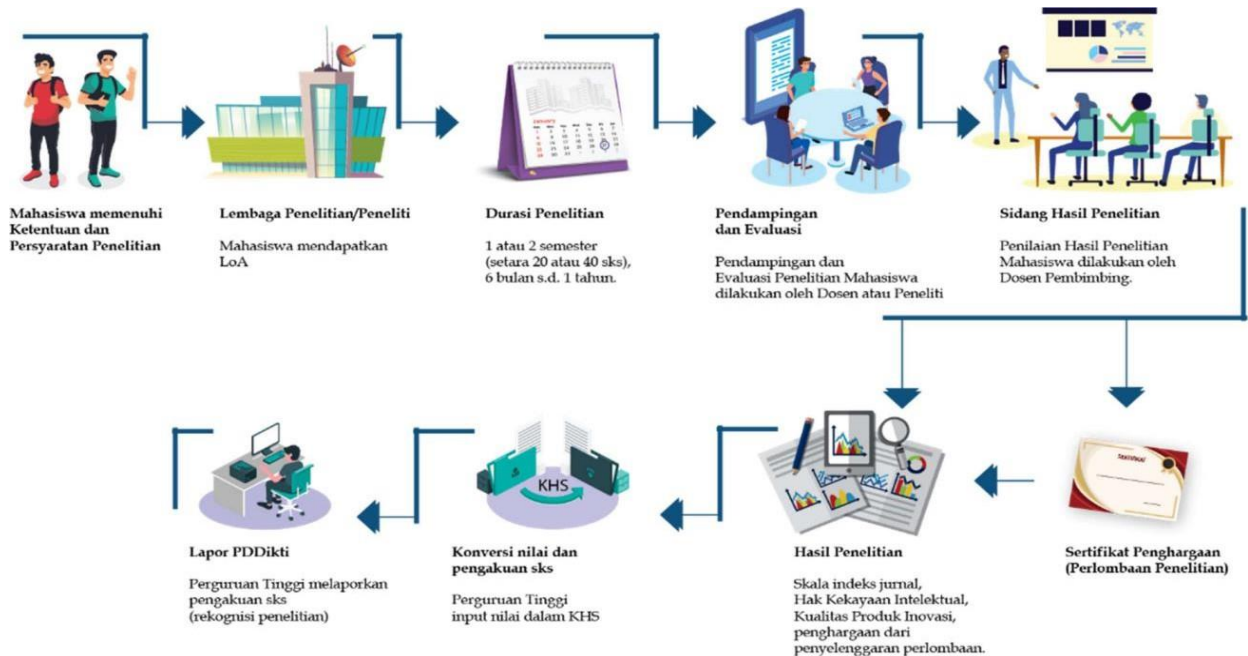 Mahasiswa memenuhi
Ketentuan dan
Persyaratan Penelitian
Lembaga Penelitian/Peneliti
Mahasiswa mendapatkan
LoA
January
Durasi Penelitian
1 atau 2 semester
(setara 20 atau 40 sks),
6 bulan s.d. 1 tahun.
Pendampingan
dan Evaluasi
Pendampingan dan
Evaluasi Penelitian Mahasiswa
dilakukan oleh Dosen atau Peneliti
Sidang Hasil Penelitian
Penilaian Hasil Penelitian
Mahasiswa dilakukan oleh
Dosen Pembimbing.
Lapor PDDikti
Perguruan Tinggi melaporkan
pengakuan sks
(rekognisi penelitian)
KHS
Konversi nilai dan
pengakuan sks
Perguruan Tinggi
input nilai dalam KHS
Hasil Penelitian
Skala indeks jurnal,
Hak Kekayaan Intelektual,
Kualitas Produk Inovasi,
penghargaan dari
penyelenggaran perlombaan.
Sertifikat Penghargaan
(Perlombaan Penelitian)